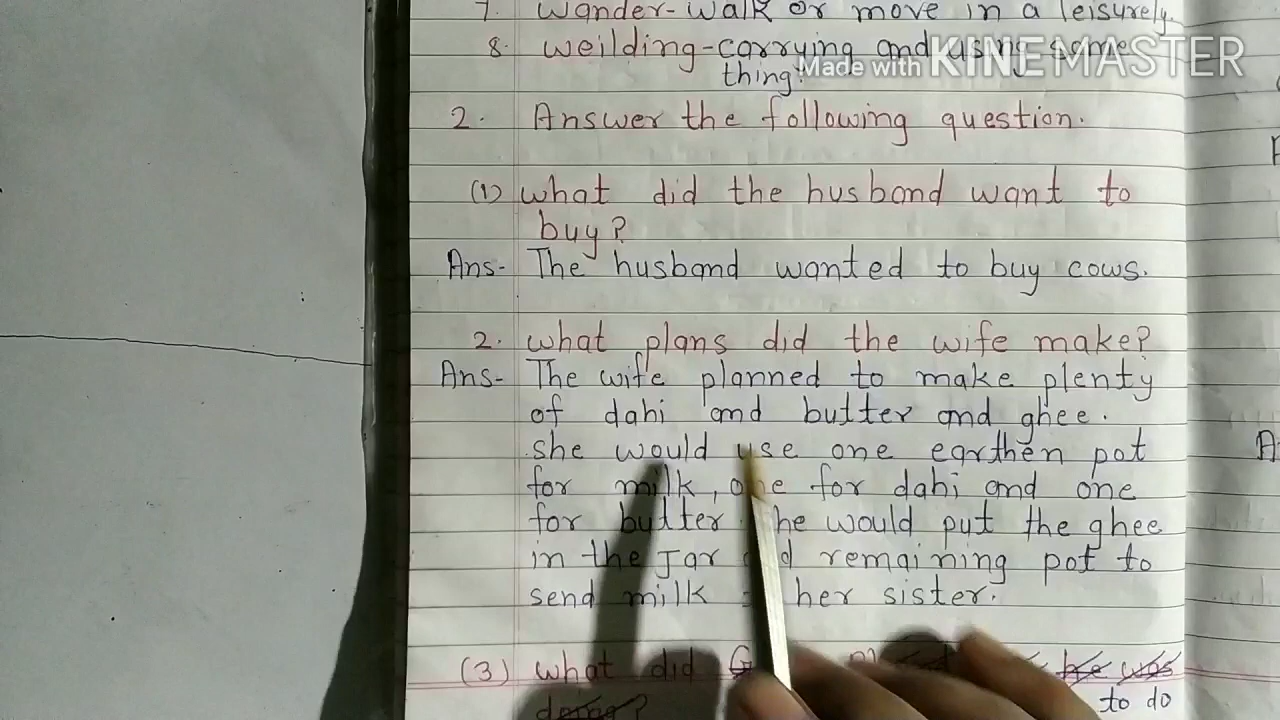 7. Wander-walk or move in a leisurely.
8. weilding-carrying and using some
thing.
Made with KINEMASTER
2. Answer the following question.
(1) what did the husband want to
buy?
Ans- The husband wanted to buy cows.
2. what plans did the wife make?
Ans- The wife planned to make plenty
of dahi and butter and ghee.
she would use one earthen pot
for milk, one for dahi and one
for butter he would put the ghee
in the Jar remaining pot to
send milk her sister.
(3) what did he was
to do
doing?
A